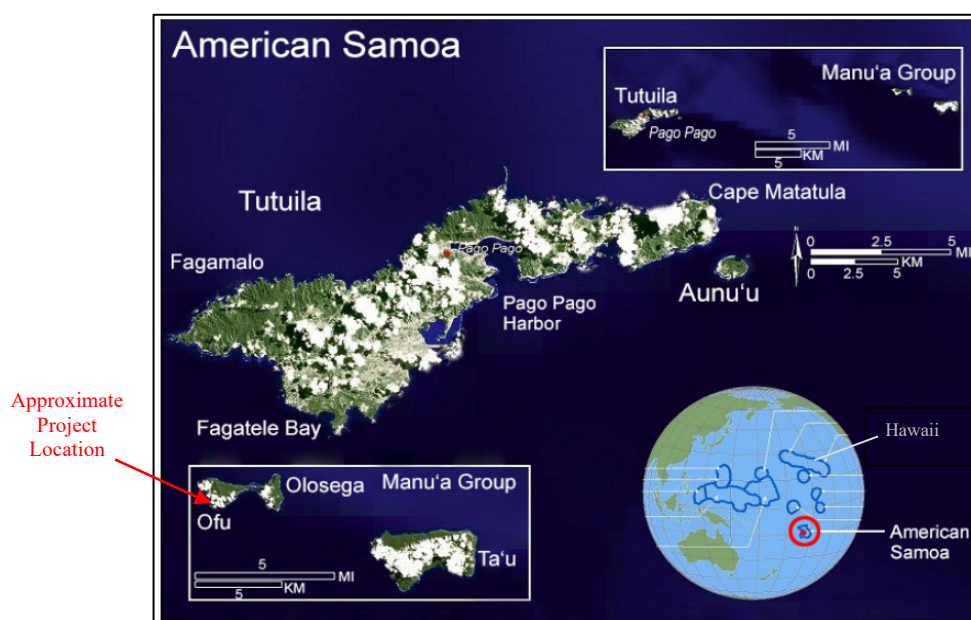 American Samoa
Manu‘a Group
Tutuila
Pago Pago
5
MI
KM
5
Cape Matatula
Tutuila
N
Pago Pago
0 2.5 5
MI
KM
0 2.5 5
Fagamalo
Aunu‘u
Pago Pago
Harbor
Approximate
Project
Location
Fagatele Bay
Hawaii
Olosega
Manu‘a Group
Ofu
American
Samoa
Ta‘u
5
MI
KM
5